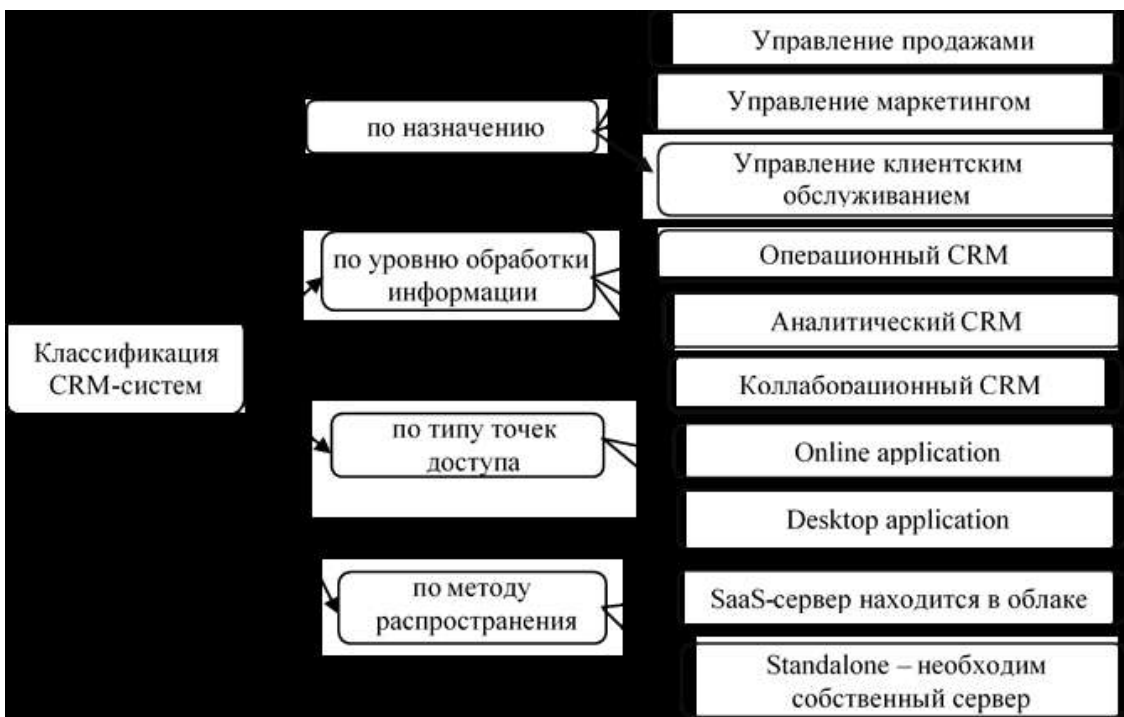 Классификация
CRM-систем
по назначению
Управление продажами
Управление маркетингом
Управление клиентским
обслуживанием
по уровню обработки
информации
Операционный CRM
Аналитический CRM
Коллаборационный CRM
по типу точек
доступа
Online application
Desktop application
по методу
распространения
SaaS-сервер находится в облаке
Standalone – необходим
собственный сервер